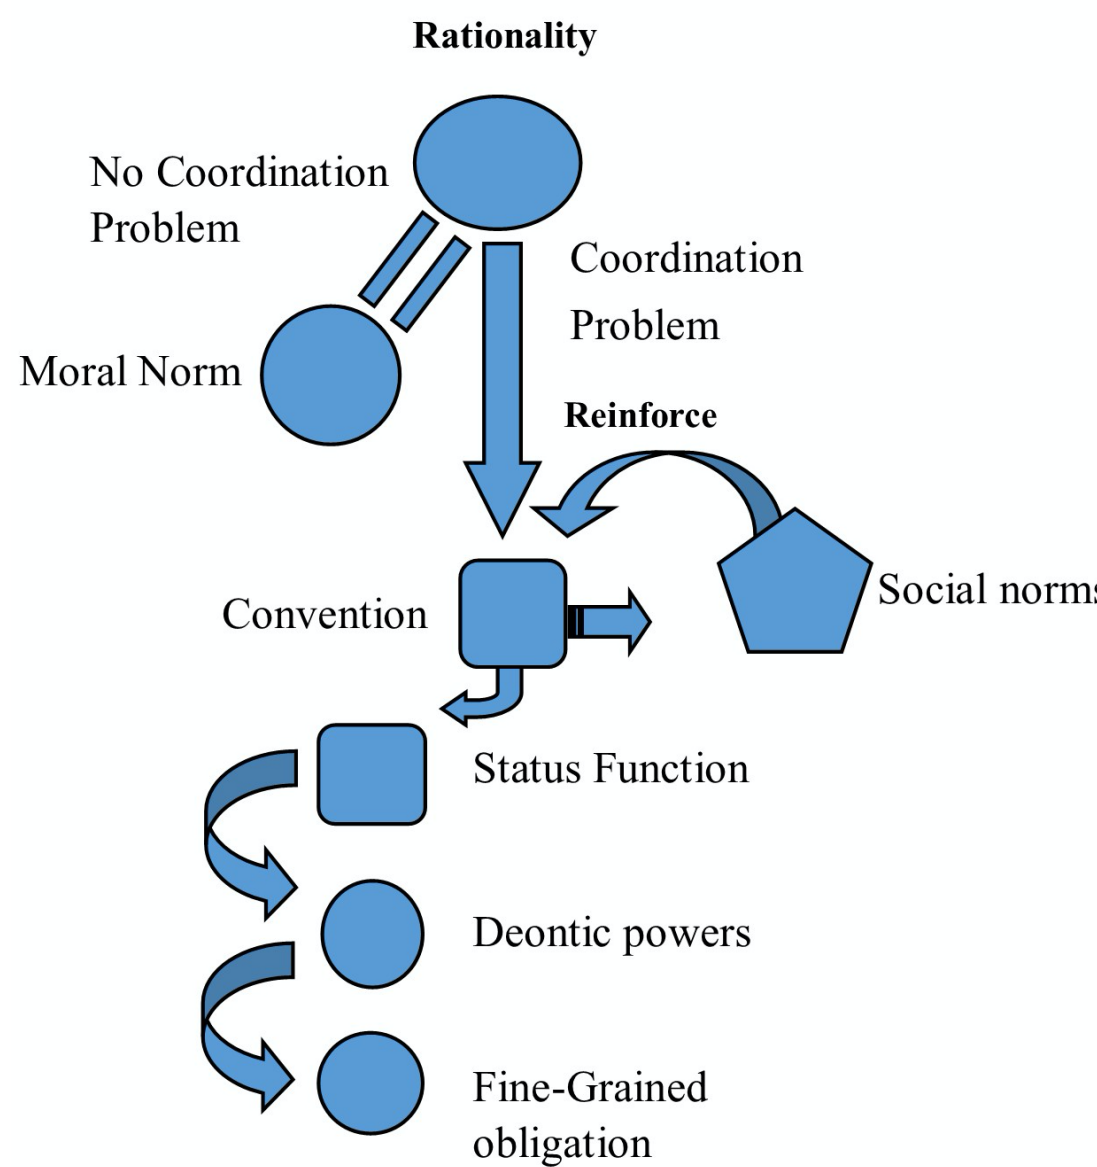 Rationality
No Coordination
Problem
Coordination
Problem
Moral Norm
Reinforce
Social norms
Convention
Status Function
Deontic powers
Fine-Grained
obligation